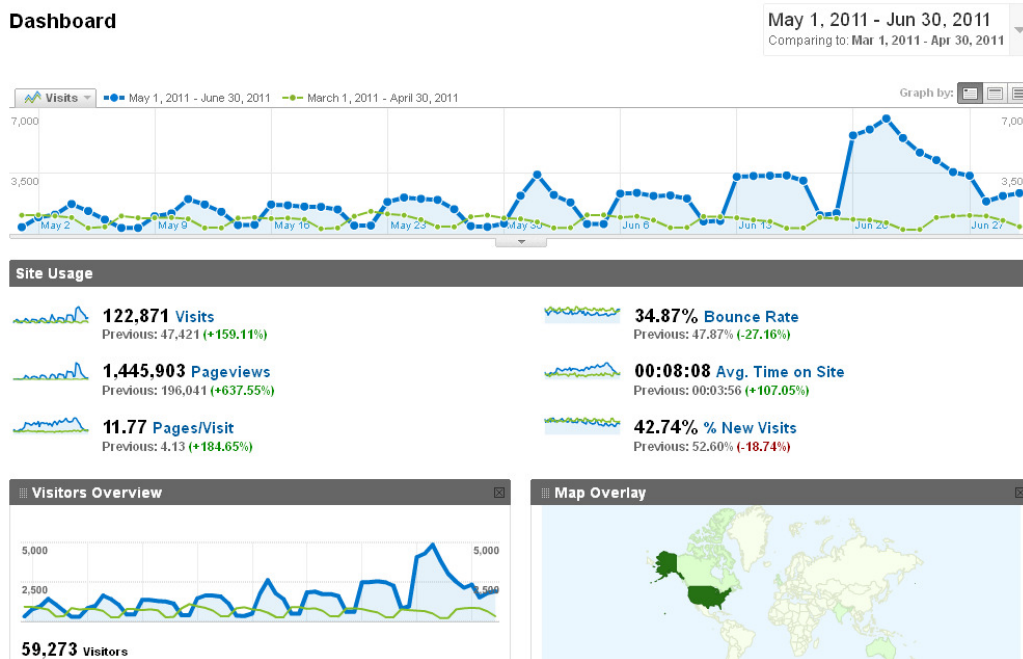 Dashboard
May 1, 2011 - Jun 30, 2011
Comparing to: Mar 1, 2011 - Apr 30, 2011
Visits May 1, 2011 - June 30, 2011 March 1, 2011 - April 30, 2011
Graph by:
7,000 7,00
3,500 3,50
May 2 May 9 May 16 May 23 May 30 Jun 6 Jun 13 Jun 20 Jun 27
Site Usage
122,871 Visits
Previous: 47,421 (+159.11%)
34.87% Bounce Rate
Previous: 47.87% (-27.16%)
1,445,903 Pageviews
Previous: 196,041 (+637.55%)
00:08:08 Avg. Time on Site
Previous: 00:03:56 (+107.05%)
11.77 Pages/Visit
Previous: 4.13 (+184.65%)
42.74% % New Visits
Previous: 52.60% (-18.74%)
Visitors Overview
Map Overlay
5,000 5,000
2,500 2,500
59,273 Visitors